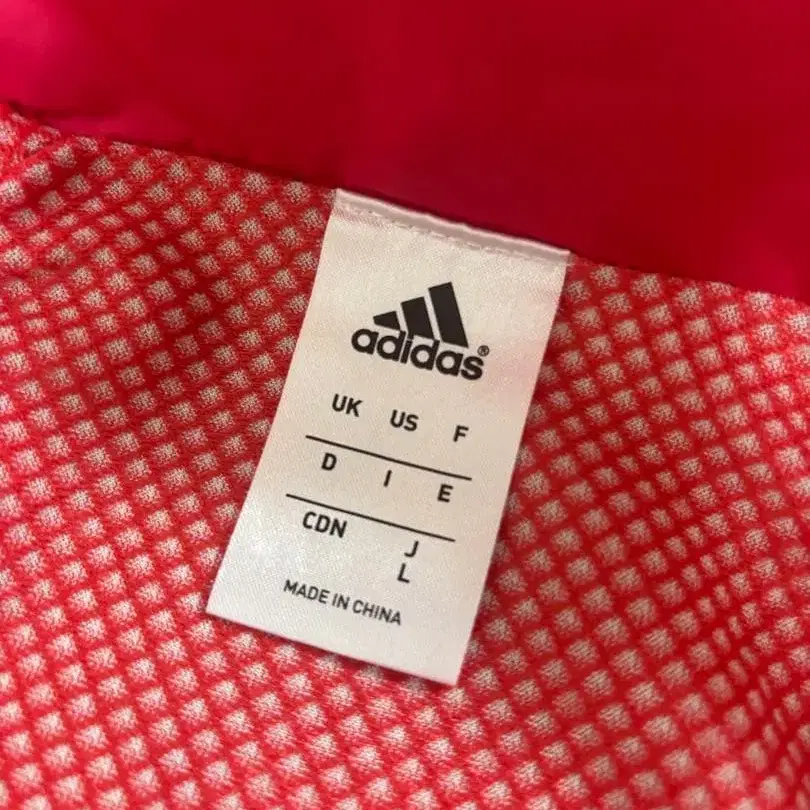 adidas®
UK US F
D I E
CDN J
L
MADE IN CHINA